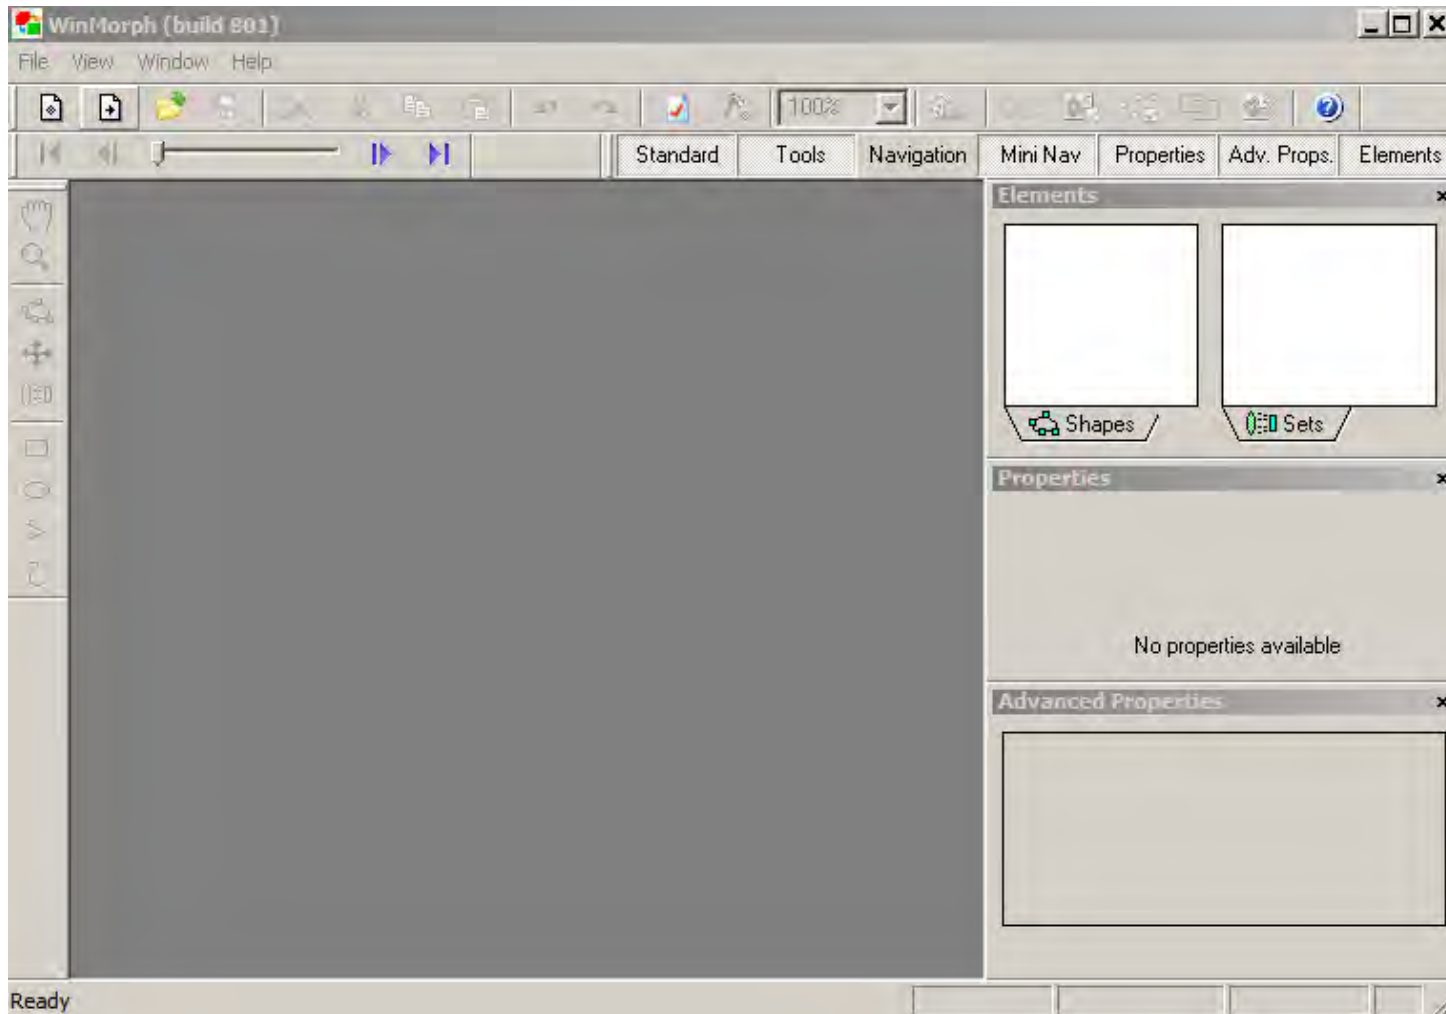 WinMorph (build 801)
File View Window Help
100%
Standard Tools Navigation Mini Nav Properties Adv. Props. Elements
Elements
Shapes Sets
Properties
No properties available
Advanced Properties
Ready